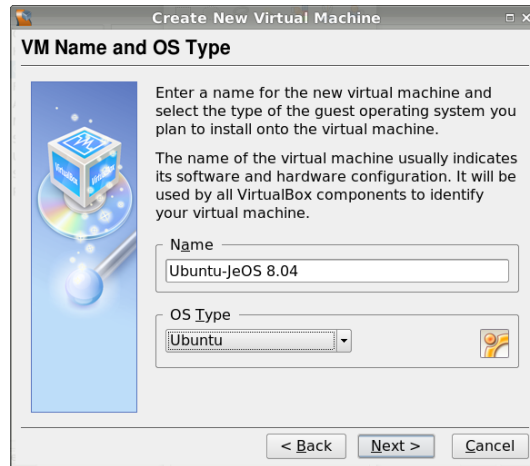 Create New Virtual Machine
VM Name and OS Type
Enter a name for the new virtual machine and
select the type of the guest operating system you
plan to install onto the virtual machine.
The name of the virtual machine usually indicates
its software and hardware configuration. It will be
used by all VirtualBox components to identify
your virtual machine.
VirtualBox
Name
Ubuntu-JeOS 8.04
OS Type
Ubuntu
< Back Next > Cancel